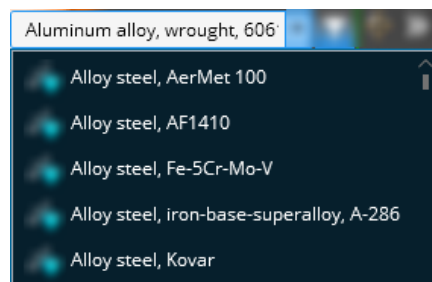 Aluminum alloy, wrought, 606
Alloy steel, AerMet 100
Alloy steel, AF1410
Alloy steel, Fe-5Cr-Mo-V
Alloy steel, iron-base-superalloy, A-286
Alloy steel, Kovar